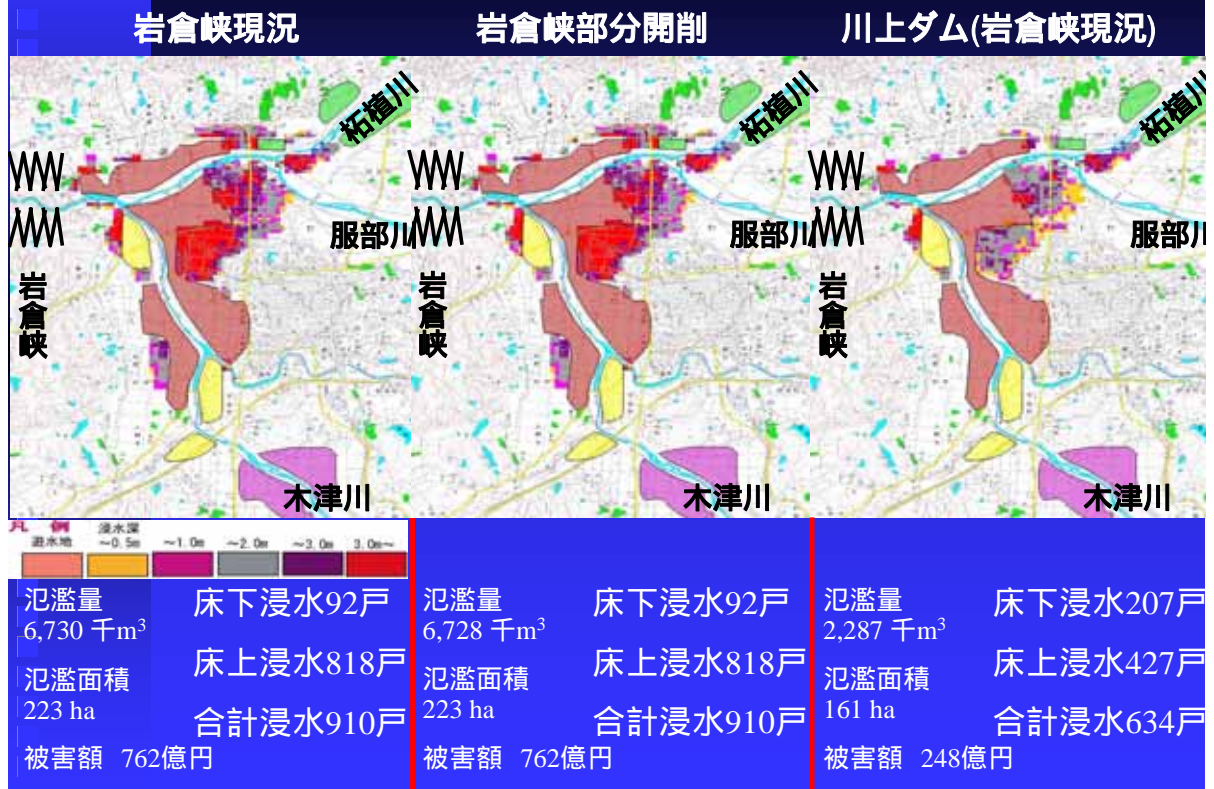 岩倉峡現況
岩倉峡部分開削
川上ダム(岩倉峡現況)
柘植川
服部川
岩倉峡
木津川
柘植川
服部川
岩倉峡
木津川
柘植川
服部川
岩倉峡
木津川
凡 例
遊水地
浸水深
~0.5m
~1.0m
~2.0m
~3.0m
3.0m~
氾濫量
6,730 千m³
氾濫面積
223 ha
床下浸水92戸
床上浸水818戸
合計浸水910戸
被害額 762億円
氾濫量
6,728 千m³
氾濫面積
223 ha
床下浸水92戸
床上浸水818戸
合計浸水910戸
被害額 762億円
氾濫量
2,287 千m³
氾濫面積
161 ha
床下浸水207戸
床上浸水427戸
合計浸水634戸
被害額 248億円